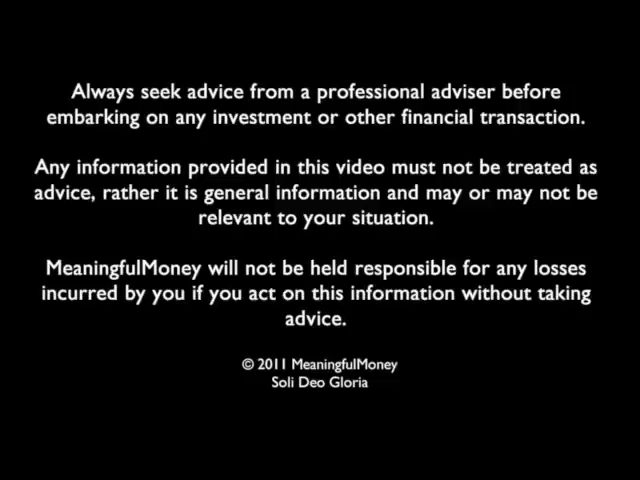 Always seek advice from a professional adviser before
embarking on any investment or other financial transaction.
Any information provided in this video must not be treated as
advice, rather it is general information and may or may not be
relevant to your situation.
MeaningfulMoney will not be held responsible for any losses
incurred by you if you act on this information without taking
advice.
© 2011 MeaningfulMoney
Soli Deo Gloria